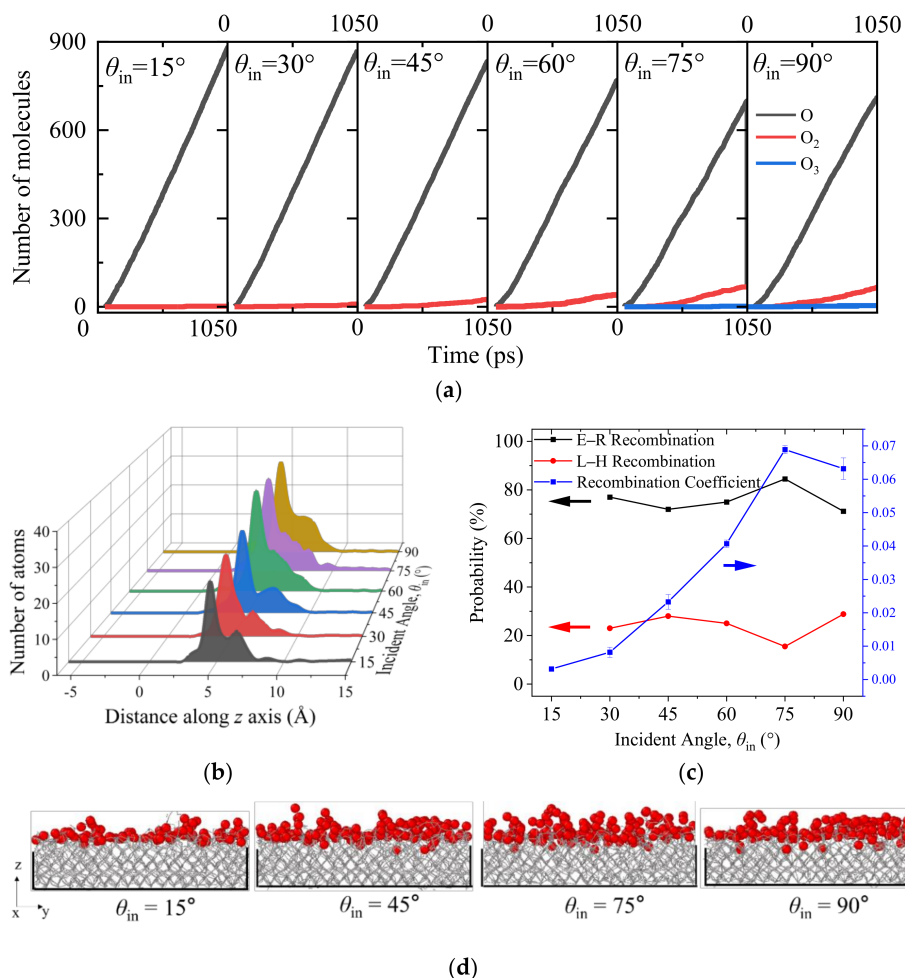 0 1050 0 1050 0 1050
900
θin=15° θin=30° θin=45° θin=60° θin=75° θin=90°
O
O2
O3
600
300
0
Number of molecules
0 1050 0 1050 0 1050
Time (ps)
(a)
40
30
20
10
0
Number of atoms
-5 0 5 10 15
Distance along z axis (Å)
90
75
60
45
30
15
Incident Angle, θin (°)
(b)
100
80
60
40
20
0
Probability (%)
E–R Recombination
L–H Recombination
Recombination Coefficient
0.07
0.06
0.05
0.04
0.03
0.02
0.01
0.00
15 30 45 60 75 90
Incident Angle, θin (°)
(c)
z
x y
θin = 15° θin = 45° θin = 75° θin = 90°
(d)